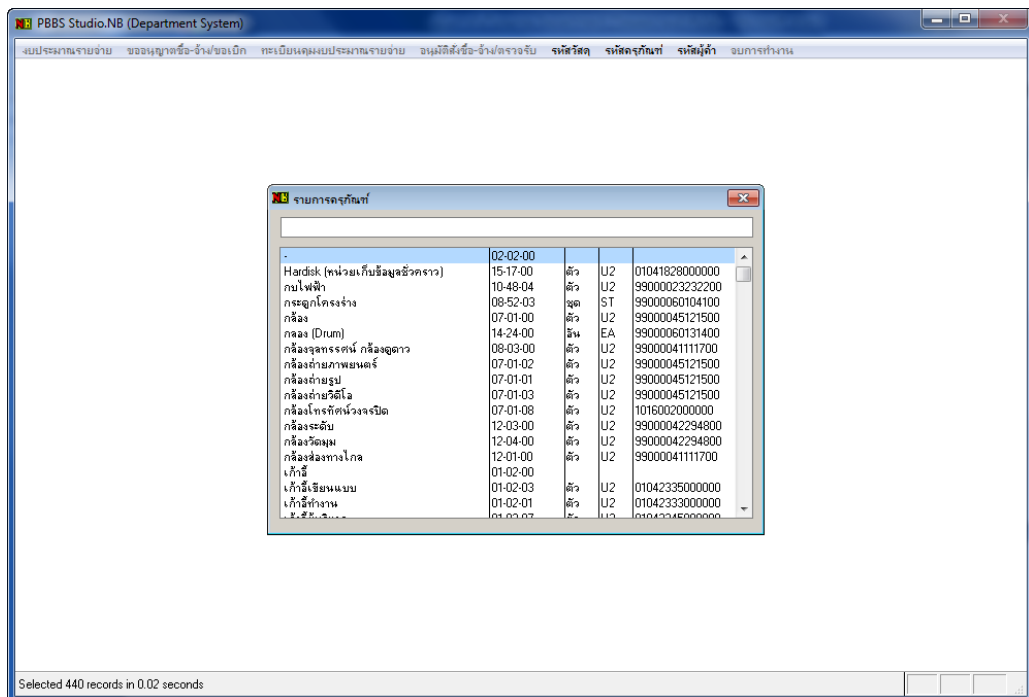 PBBS Studio.NB (Department System)
งบประมาณรายจ่าย ขออนุญาตซื้อ-จ้าง/ขอเบิก ทะเบียนคุมงบประมาณรายจ่าย อนุมัติสั่งซื้อ-จ้าง/ตรวจรับ รหัสวัสดุ รหัสครุภัณฑ์ รหัสผู้ค้า จบการทำงาน
รายการครุภัณฑ์
- 02-02-00
Hardisk (หน่วยเก็บข้อมูลชั่วคราว) 15-17-00 ตัว U2 01041828000000
กบไฟฟ้า 10-48-04 ตัว U2 99000023232200
กระดูกโครงร่าง 08-52-03 ชุด ST 99000060104100
กล้อง 07-01-00 ตัว U2 99000045121500
กลอง (Drum) 14-24-00 อัน EA 99000060131400
กล้องจุลทรรศน์ กล้องดูดาว 08-03-00 ตัว U2 99000041111700
กล้องถ่ายภาพยนตร์ 07-01-02 ตัว U2 99000045121500
กล้องถ่ายรูป 07-01-01 ตัว U2 99000045121500
กล้องถ่ายวิดีโอ 07-01-03 ตัว U2 99000045121500
กล้องโทรทัศน์วงจรปิด 07-01-08 ตัว U2 1016002000000
กล้องระดับ 12-03-00 ตัว U2 99000042294800
กล้องวัดมุม 12-04-00 ตัว U2 99000042294800
กล้องส่องทางไกล 12-01-00 ตัว U2 99000041111700
เก้าอี้ 01-02-00
เก้าอี้เขียนแบบ 01-02-03 ตัว U2 01042335000000
เก้าอี้ทำงาน 01-02-01 ตัว U2 01042333000000
Selected 440 records in 0.02 seconds